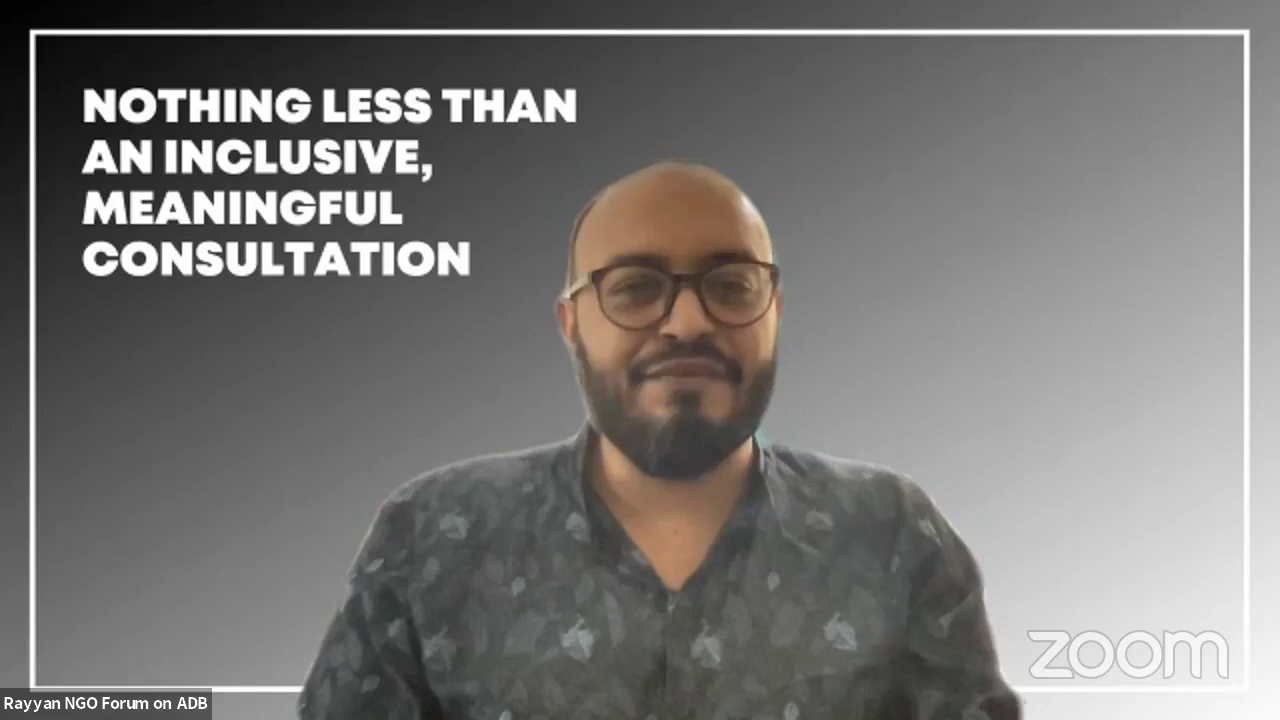 NOTHING LESS THAN
AN INCLUSIVE,
MEANINGFUL
CONSULTATION
zoom
Rayyan NGO Forum on ADB